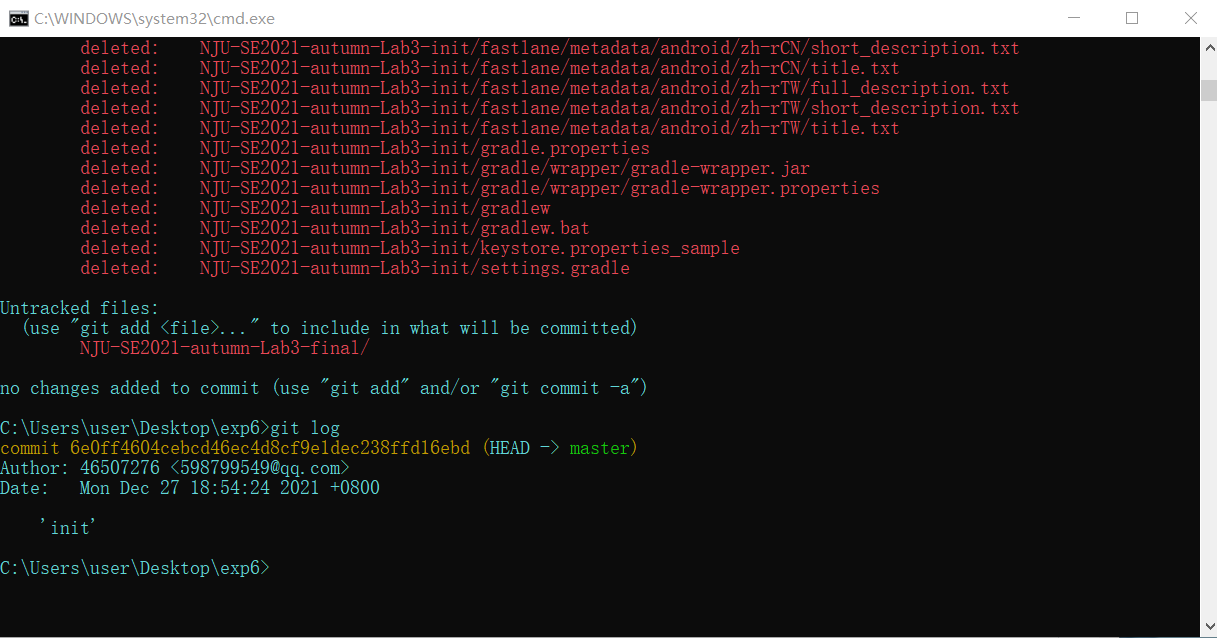 C:\WINDOWS\system32\cmd.exe
deleted:    NJU-SE2021-autumn-Lab3-init/fastlane/metadata/android/zh-rCN/short_description.txt
deleted:    NJU-SE2021-autumn-Lab3-init/fastlane/metadata/android/zh-rCN/title.txt
deleted:    NJU-SE2021-autumn-Lab3-init/fastlane/metadata/android/zh-rTW/full_description.txt
deleted:    NJU-SE2021-autumn-Lab3-init/fastlane/metadata/android/zh-rTW/short_description.txt
deleted:    NJU-SE2021-autumn-Lab3-init/fastlane/metadata/android/zh-rTW/title.txt
deleted:    NJU-SE2021-autumn-Lab3-init/gradle.properties
deleted:    NJU-SE2021-autumn-Lab3-init/gradle/wrapper/gradle-wrapper.jar
deleted:    NJU-SE2021-autumn-Lab3-init/gradle/wrapper/gradle-wrapper.properties
deleted:    NJU-SE2021-autumn-Lab3-init/gradlew
deleted:    NJU-SE2021-autumn-Lab3-init/gradlew.bat
deleted:    NJU-SE2021-autumn-Lab3-init/keystore.properties_sample
deleted:    NJU-SE2021-autumn-Lab3-init/settings.gradle
Untracked files:
(use "git add <file>..." to include in what will be committed)
NJU-SE2021-autumn-Lab3-final/
no changes added to commit (use "git add" and/or "git commit -a")
C:\Users\user\Desktop\exp6>git log
commit 6e0ff4604cebcd46ec4d8cf9e1dec238ffd16ebd (HEAD -> master)
Author: 46507276 <598799549@qq.com>
Date:   Mon Dec 27 18:54:24 2021 +0800
'init'
C:\Users\user\Desktop\exp6>